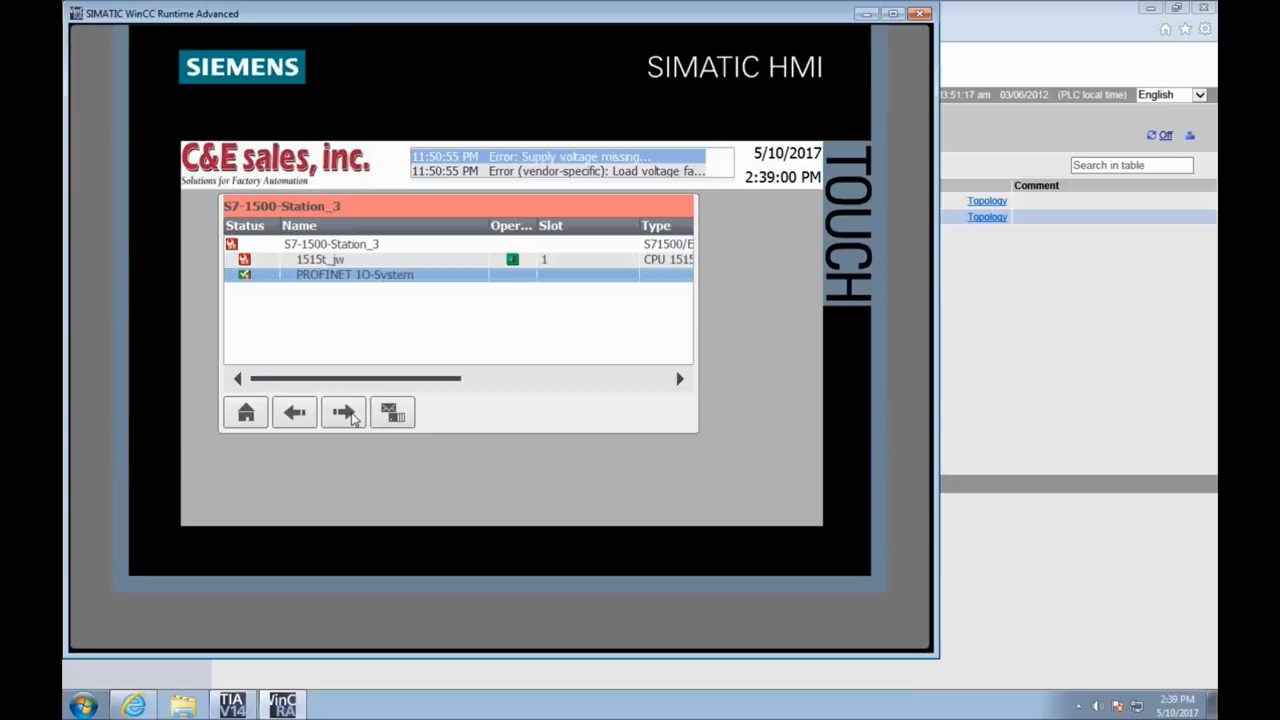 SIMATIC WinCC Runtime Advanced
SIEMENS
SIMATIC HMI
C&E sales, inc.
Solutions for Factory Automation
11:50:55 PM Error: Supply voltage missing...
11:50:55 PM Error (vendor-specific): Load voltage fa...
5/10/2017
2:39:00 PM
TOUCH
S7-1500-Station_3
Status Name Oper... Slot Type
S7-1500-Station_3 S71500/E
1515t_jw 1 CPU 1515
PROFINET IO-System
3:51:17 am 03/06/2012 (PLC local time) English
Off
Search in table
Comment
Topology
Topology
TIA
V14
WinC
RA
2:39 PM
5/10/2017